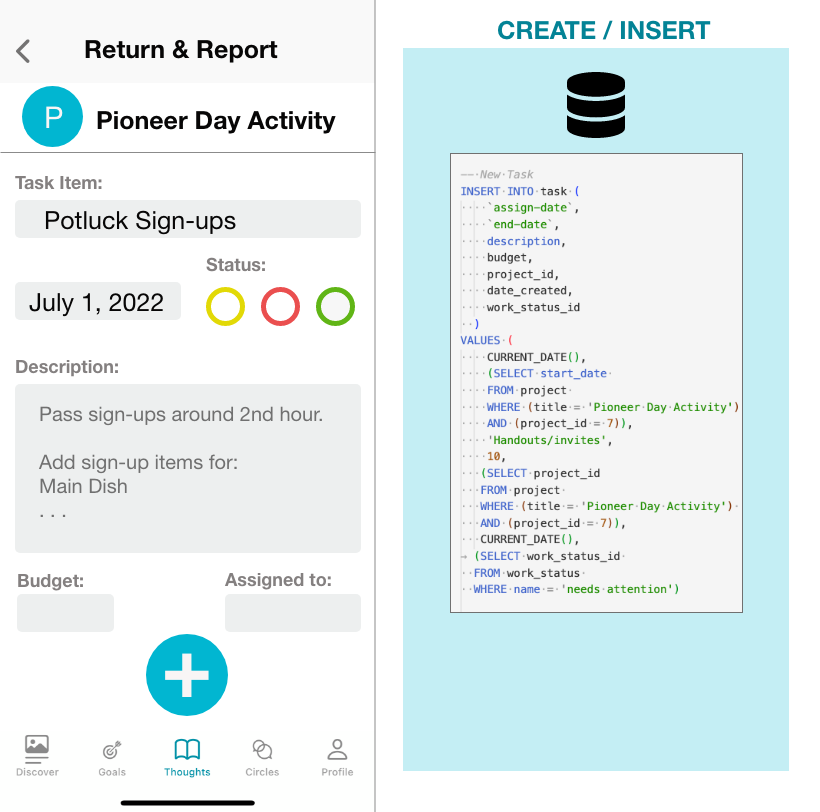 Return & Report
P
Pioneer Day Activity
Task Item:
Potluck Sign-ups
Status:
July 1, 2022
Description:
Pass sign-ups around 2nd hour.
Add sign-up items for:
Main Dish
. . .
Budget:
Assigned to:
Discover
Goals
Thoughts
Circles
Profile
CREATE / INSERT
-- New Task
INSERT INTO task (
`assign-date`,
`end-date`,
description,
budget,
project_id,
date_created,
work_status_id
)
VALUES (
CURRENT_DATE(),
(SELECT start_date
FROM project
WHERE (title = 'Pioneer Day Activity')
AND (project_id = 7)),
'Handouts/invites',
10,
(SELECT project_id
FROM project
WHERE (title = 'Pioneer Day Activity')
AND (project_id = 7)),
CURRENT_DATE(),
(SELECT work_status_id
FROM work_status
WHERE name = 'needs attention')